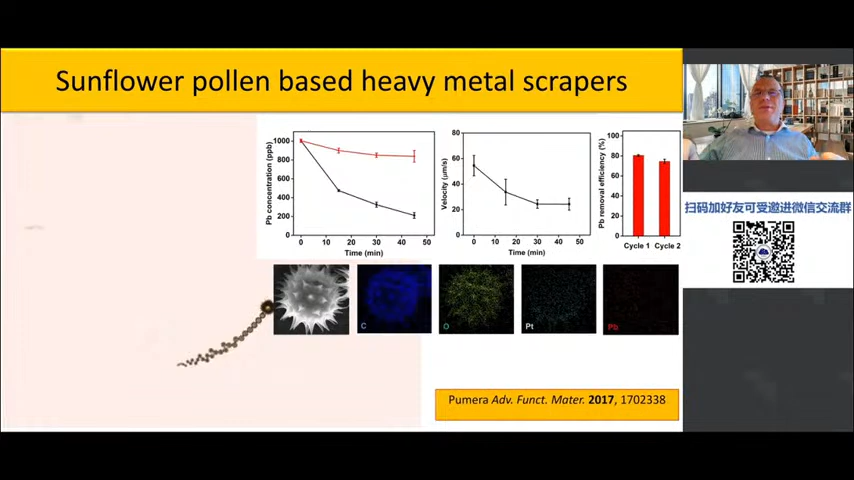 Sunflower pollen based heavy metal scrapers
Pb concentration (ppb)
1000
800
600
400
200
0
0 10 20 30 40 50
Time (min)
Velocity (μm/s)
80
60
40
20
0
0 10 20 30 40 50
Time (min)
Pb removal efficiency (%)
100
80
60
40
20
0
Cycle 1 Cycle 2
C
O
Pt
Pb
Pumera Adv. Funct. Mater. 2017, 1702338
扫码加好友可受邀进微信交流群